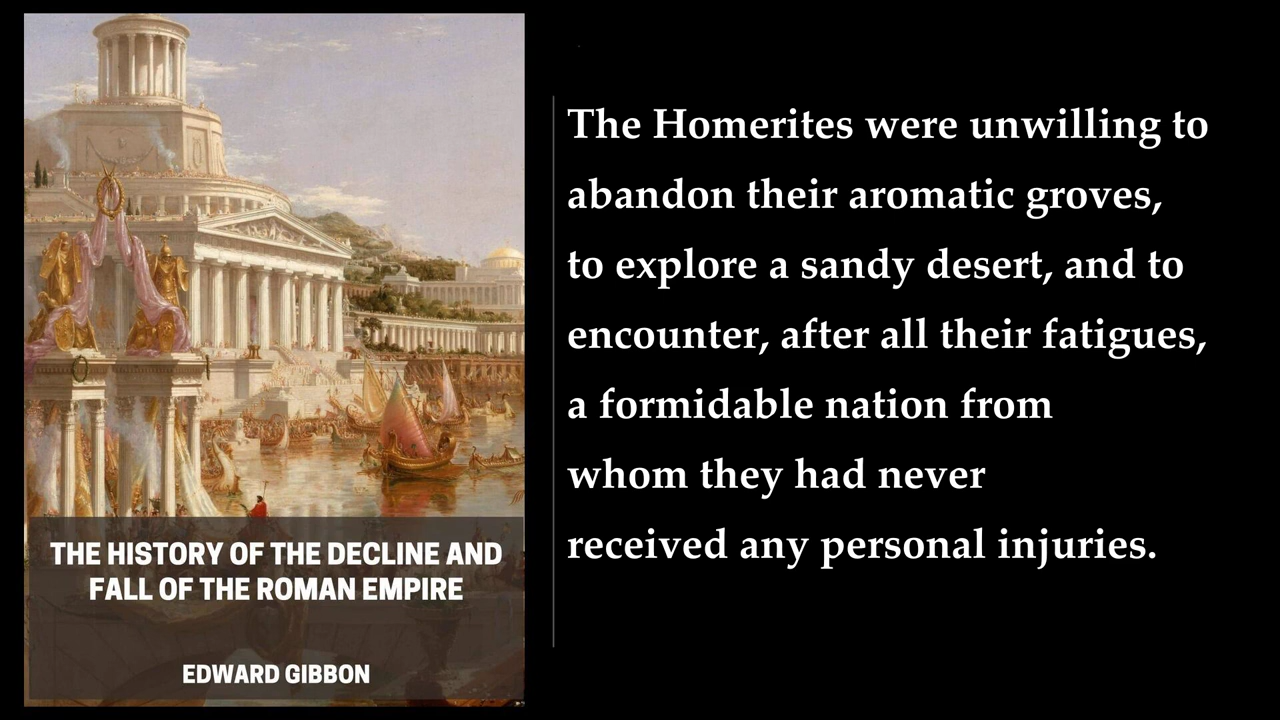 THE HISTORY OF THE DECLINE AND
FALL OF THE ROMAN EMPIRE
EDWARD GIBBON
The Homerites were unwilling to
abandon their aromatic groves,
to explore a sandy desert, and to
encounter, after all their fatigues,
a formidable nation from
whom they had never
received any personal injuries.